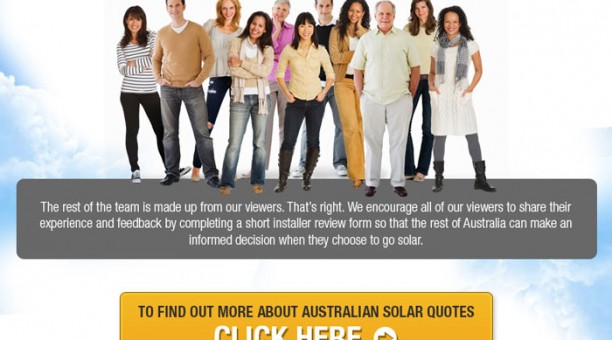 The rest of the team is made up from our viewers. That's right. We encourage all of our viewers to share their
experience and feedback by completing a short installer review form so that the rest of Australia can make an
informed decision when they choose to go solar.
TO FIND OUT MORE ABOUT AUSTRALIAN SOLAR QUOTES
CLICK HERE